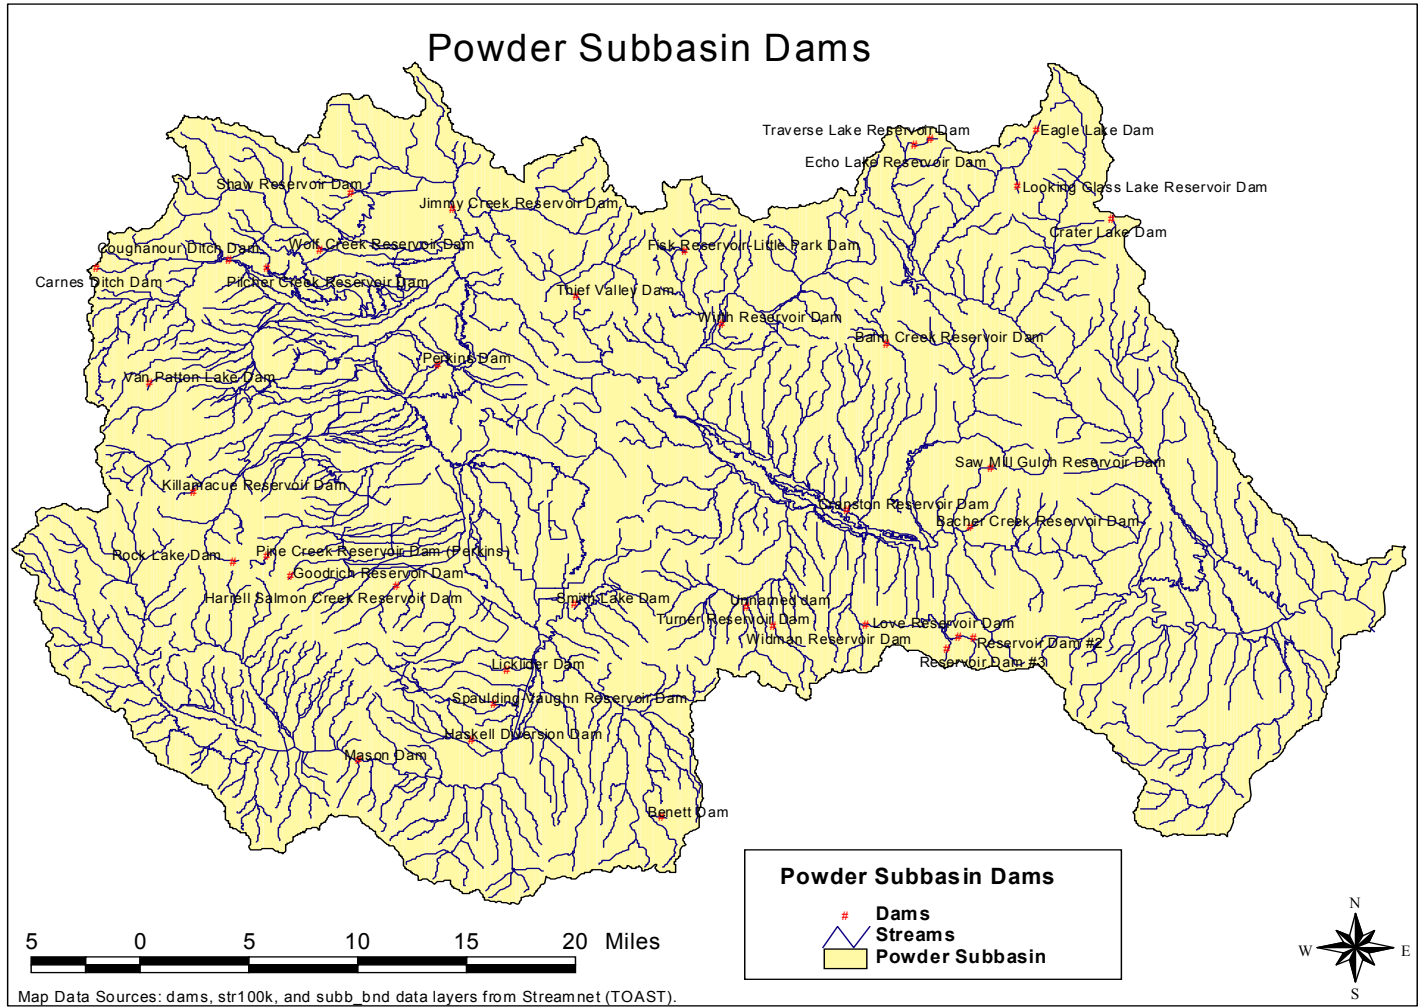 Powder Subbasin Dams
Traverse Lake Reservoir Dam
Eagle Lake Dam
Echo Lake Reservoir Dam
Shaw Reservoir Dam
Looking Glass Lake Reservoir Dam
Jimmy Creek Reservoir Dam
Crater Lake Dam
Coughanour Ditch Dam
Wolf Creek Reservoir Dam
Fisk Reservoir-Little Park Dam
Carnes Ditch Dam
Pilcher Creek Reservoir Dam
Thief Valley Dam
Wirth Reservoir Dam
Balm Creek Reservoir Dam
Perkins Dam
Van Patton Lake Dam
Saw Mill Gulch Reservoir Dam
Killamacue Reservoir Dam
Cranston Reservoir Dam
Bacher Creek Reservoir Dam
Rock Lake Dam
Pine Creek Reservoir Dam (Perkins)
Goodrich Reservoir Dam
Harrell Salmon Creek Reservoir Dam
Smith Lake Dam
Unnamed dam
Turner Reservoir Dam
Love Reservoir Dam
Widman Reservoir Dam
Reservoir Dam #2
Reservoir Dam #3
Licklider Dam
Spaulding-Vaughn Reservoir Dam
Haskell Diversion Dam
Mason Dam
Benett Dam
Powder Subbasin Dams
# Dams
Streams
Powder Subbasin
5 0 5 10 15 20 Miles
N
W E
S
Map Data Sources: dams, str100k, and subb_bnd data layers from Streamnet (TOAST).